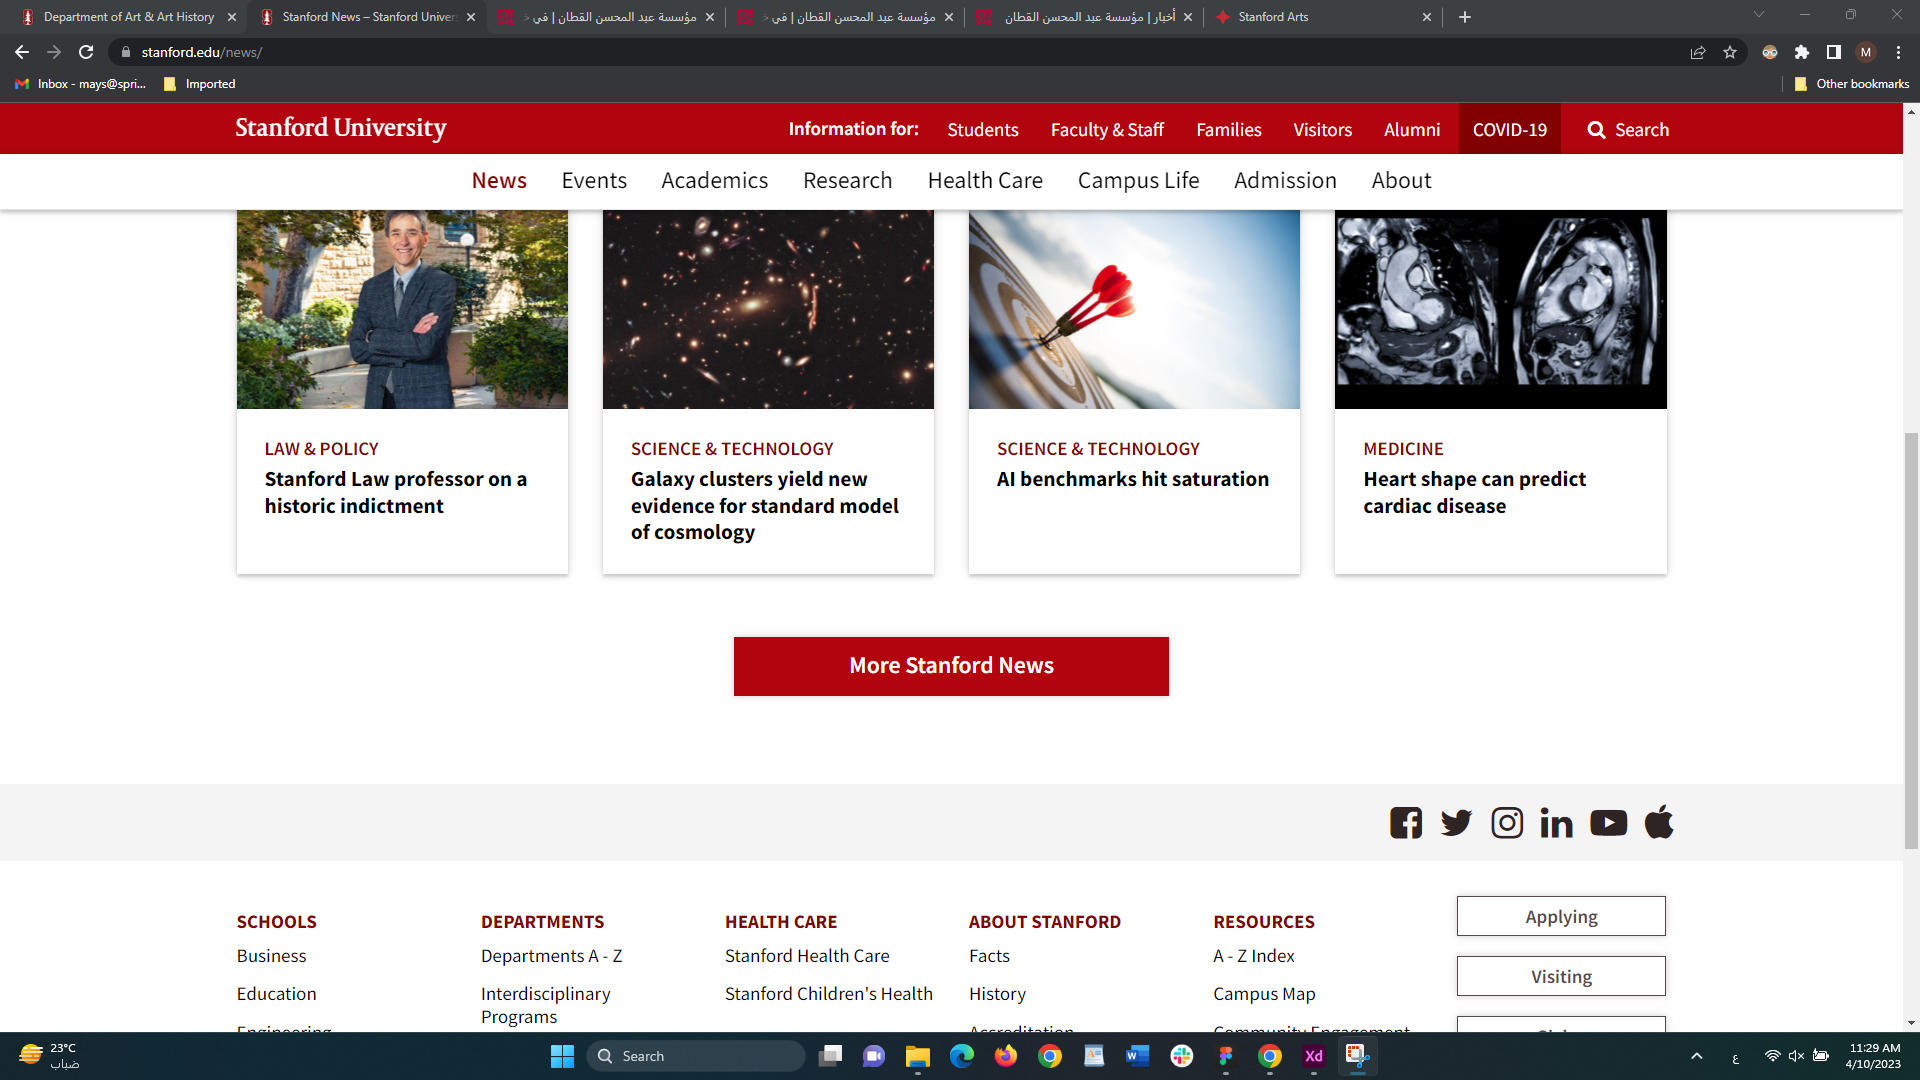 Department of Art & Art History
Stanford News – Stanford Univer
مؤسسة عبد المحسن القطان | في
مؤسسة عبد المحسن القطان | في
أخبار | مؤسسة عبد المحسن القطان
Stanford Arts
stanford.edu/news/
M
Inbox - mays@spri...
Imported
Other bookmarks
Stanford University
Information for:
Students
Faculty & Staff
Families
Visitors
Alumni
COVID-19
Search
News
Events
Academics
Research
Health Care
Campus Life
Admission
About
LAW & POLICY
Stanford Law professor on a
historic indictment
SCIENCE & TECHNOLOGY
Galaxy clusters yield new
evidence for standard model
of cosmology
SCIENCE & TECHNOLOGY
AI benchmarks hit saturation
MEDICINE
Heart shape can predict
cardiac disease
More Stanford News
SCHOOLS
Business
Education
Engineering
DEPARTMENTS
Departments A - Z
Interdisciplinary
Programs
HEALTH CARE
Stanford Health Care
Stanford Children's Health
ABOUT STANFORD
Facts
History
Accreditation
RESOURCES
A - Z Index
Campus Map
Community Engagement
Applying
Visiting
23°C
ضباب
Search
Xd
ع
11:29 AM
4/10/2023